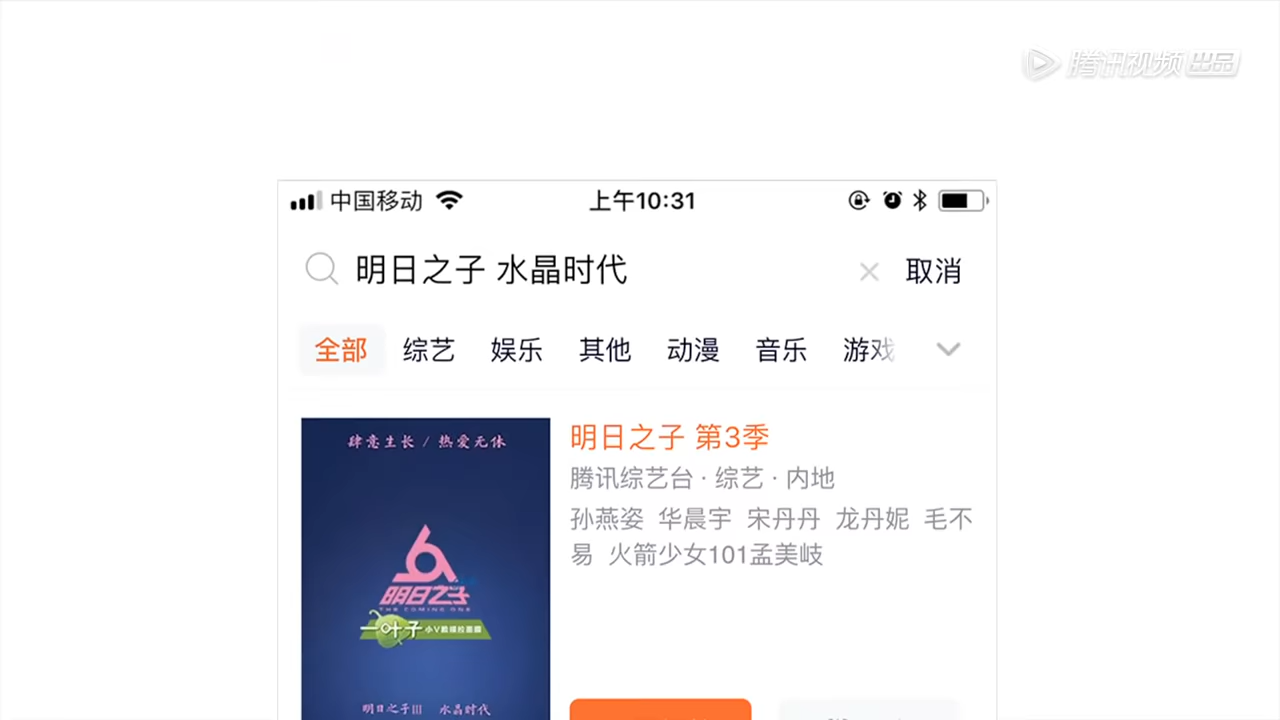 腾讯视频 出品
中国移动 上午10:31
明日之子 水晶时代 取消
全部 综艺 娱乐 其他 动漫 音乐 游戏
肆意生长 / 热爱无休
明日之子 第3季
腾讯综艺台 · 综艺 · 内地
孙燕姿 华晨宇 宋丹丹 龙丹妮 毛不
易 火箭少女101孟美岐
明日之子
THE COMING ONE
一叶子
明日之子III 水晶时代